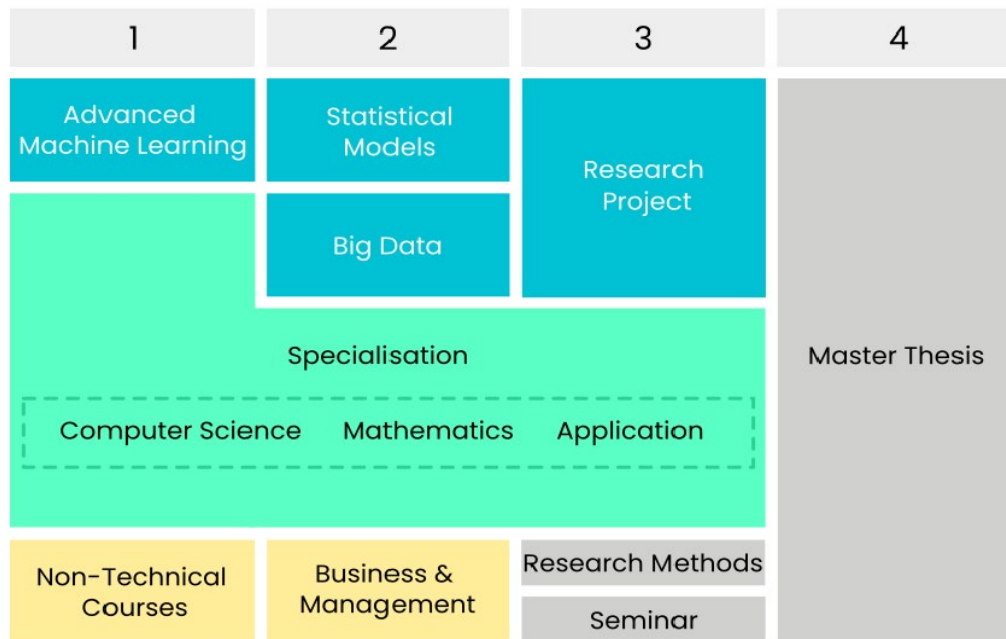 1
2
3
4
Advanced
Machine Learning
Statistical
Models
Research
Project
Big Data
Specialisation
Master Thesis
Computer Science
Mathematics
Application
Non-Technical
Courses
Business &
Management
Research Methods
Seminar